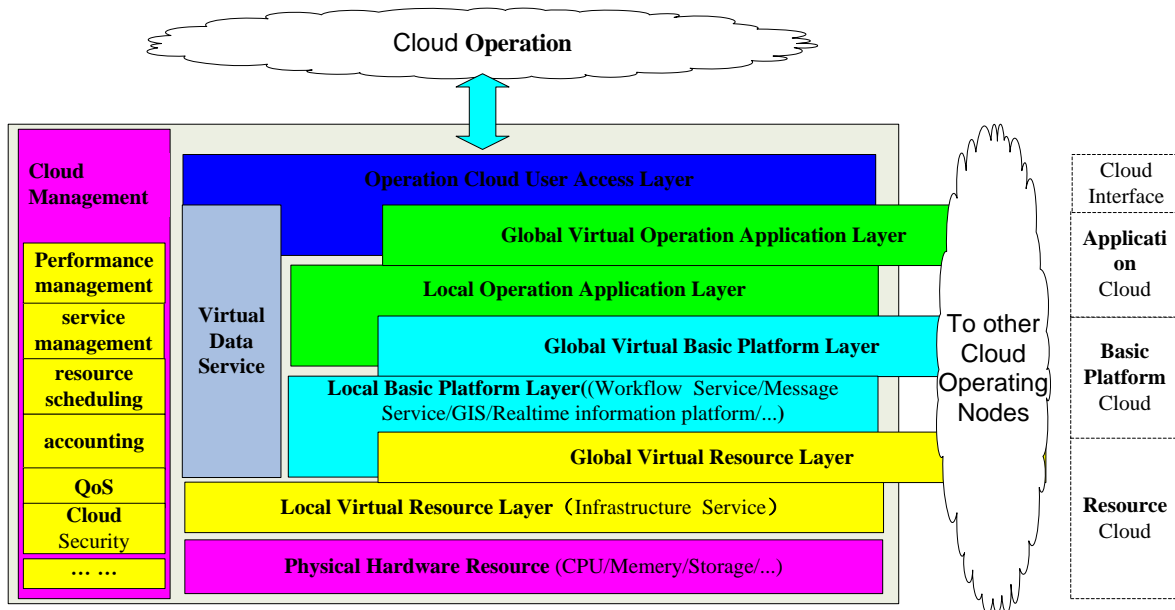 Cloud Operation
Cloud
Management
Performance
management
service
management
resource
scheduling
accounting
QoS
Cloud
Security
... ...
Operation Cloud User Access Layer
Virtual
Data
Service
Global Virtual Operation Application Layer
Local Operation Application Layer
Global Virtual Basic Platform Layer
Local Basic Platform Layer((Workflow Service/Message
Service/GIS/Realtime information platform/...)
Global Virtual Resource Layer
Local Virtual Resource Layer（Infrastructure Service）
Physical Hardware Resource (CPU/Memery/Storage/...)
To other
Cloud
Operating
Nodes
Cloud
Interface
Applicati
on
Cloud
Basic
Platform
Cloud
Resource
Cloud